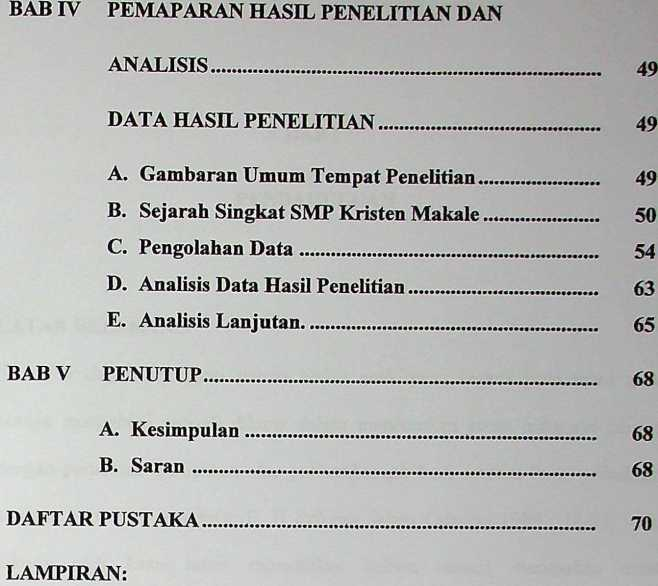 BAB IV PEMAPARAN HASIL PENELITIAN DAN
ANALISIS ........................................ 49
DATA HASIL PENELITIAN ........................................ 49
A. Gambaran Umum Tempat Penelitian ........................................ 49
B. Sejarah Singkat SMP Kristen Makale ........................................ 50
C. Pengolahan Data ........................................ 54
D. Analisis Data Hasil Penelitian ........................................ 63
E. Analisis Lanjutan. ........................................ 65
BAB V PENUTUP ........................................ 68
A. Kesimpulan ........................................ 68
B. Saran ........................................ 68
DAFTAR PUSTAKA ........................................ 70
LAMPIRAN: